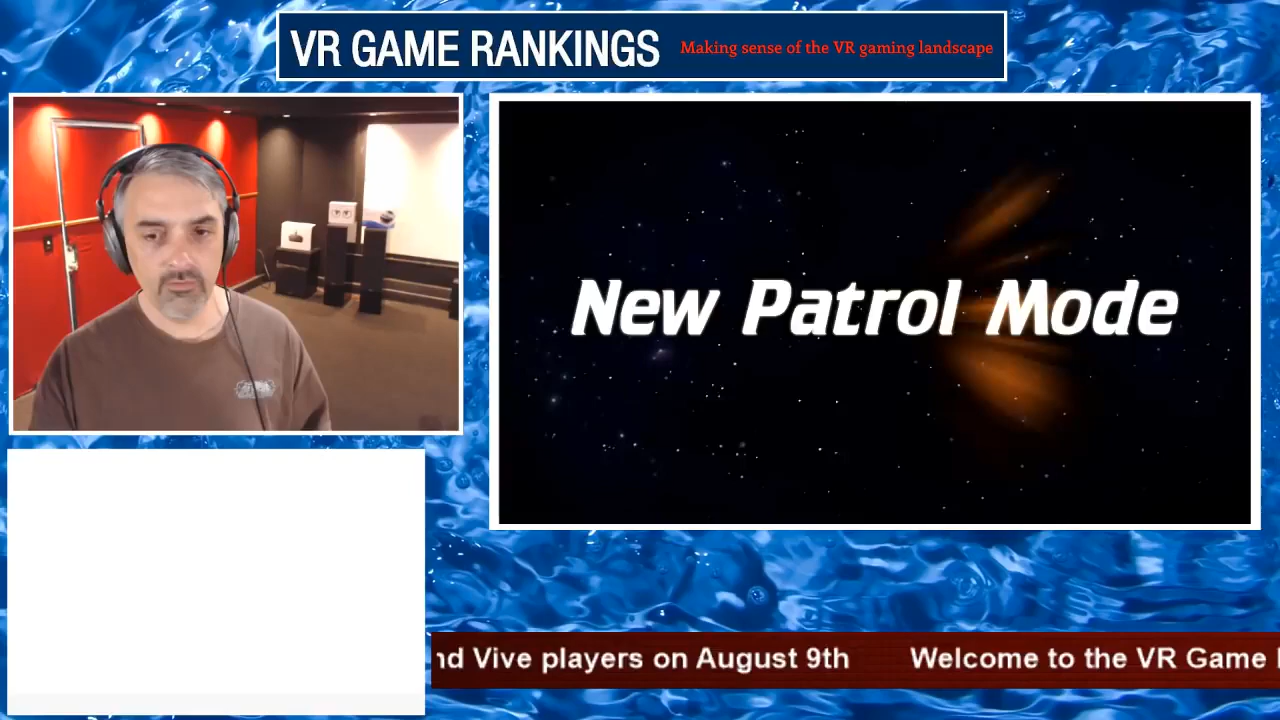 VR GAME RANKINGS
Making sense of the VR gaming landscape
New Patrol Mode
Vive players on August 9th Welcome to the VR Game